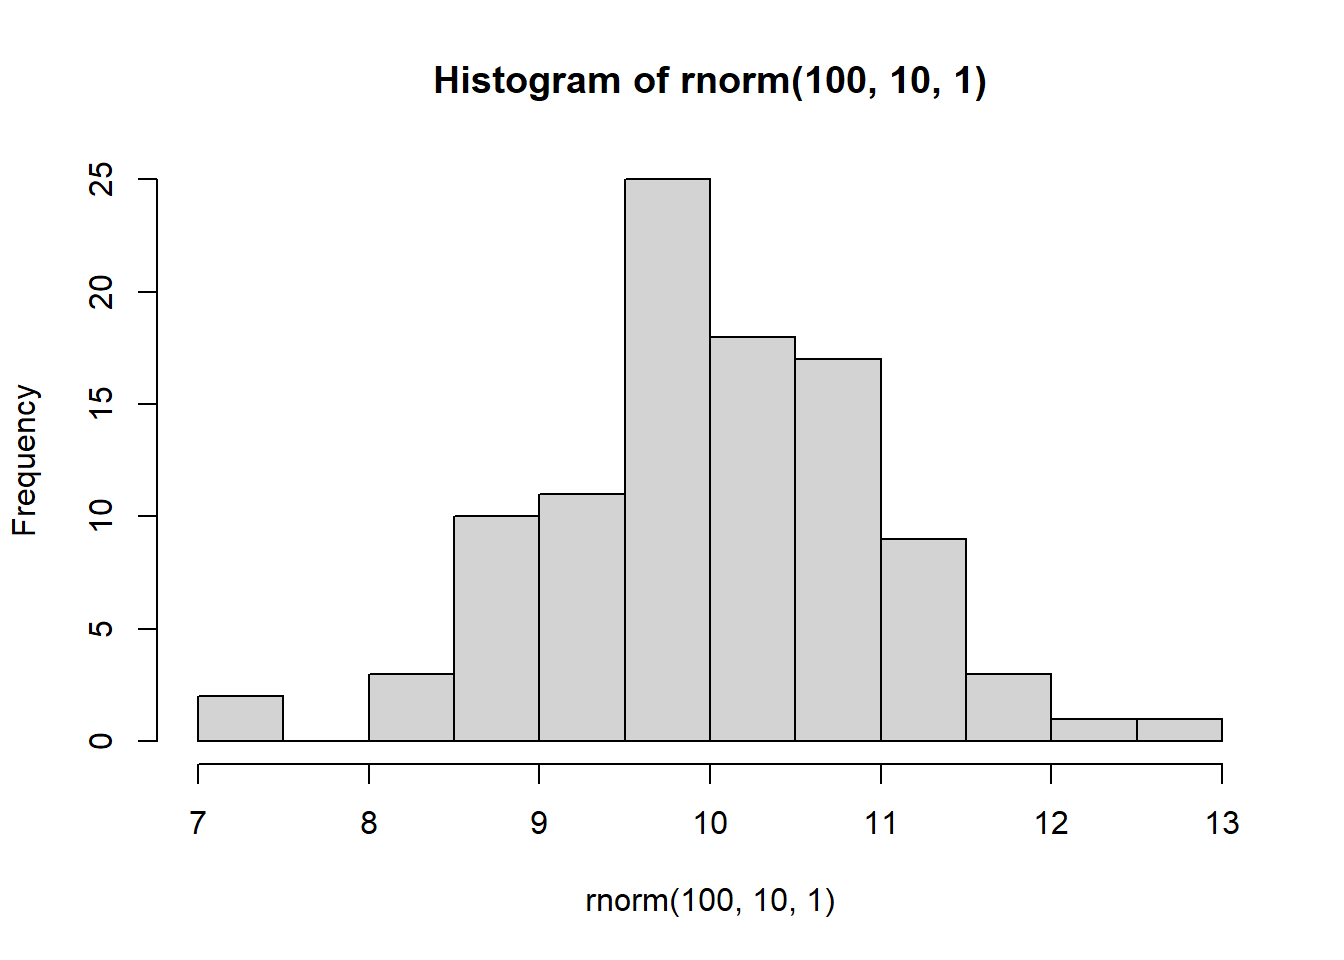 Histogram of rnorm(100, 10, 1)
Frequency
25
20
15
10
5
0
7 8 9 10 11 12 13
rnorm(100, 10, 1)